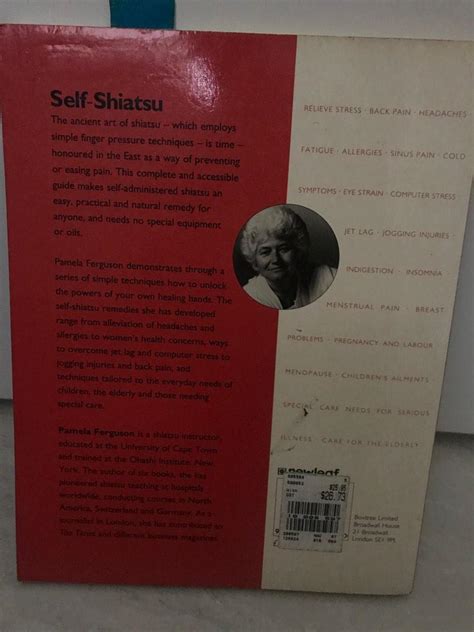 Self-Shiatsu
The ancient art of shiatsu – which employs
simple finger pressure techniques – is time –
honoured in the East as a way of preventing
or easing pain. This complete and accessible
guide makes self-administered shiatsu an
easy, practical and natural remedy for
anyone, and needs no special equipment
or oils.
Pamela Ferguson demonstrates through a
series of simple techniques how to unlock
the powers of your own healing hands. The
self-shiatsu remedies she has developed
range from alleviation of headaches and
allergies to women's health concerns, ways
to overcome jet lag and computer stress to
jogging injuries and back pain, and
techniques tailored to the everyday needs of
children, the elderly and those needing
special care.
Pamela Ferguson is a shiatsu instructor,
educated at the University of Cape Town
and trained at the Ohashi Institute, New
York. The author of six books, she has
pioneered shiatsu teaching in hospitals
worldwide, conducting courses in North
America, Switzerland and Germany. As a
journalist in London, she has contributed to
The Times and different business magazines.
RELIEVE STRESS · BACK PAIN · HEADACHES
FATIGUE · ALLERGIES · SINUS PAIN · COLD
SYMPTOMS · EYE STRAIN · COMPUTER STRESS
JET LAG · JOGGING INJURIES ·
INDIGESTION · INSOMNIA ·
MENSTRUAL PAIN · BREAST
PROBLEMS · PREGNANCY AND LABOUR
MENOPAUSE · CHILDREN'S AILMENTS ·
SPECIAL CARE NEEDS FOR SERIOUS
ILLNESS · CARE FOR THE ELDERLY
newleaf
$26.73
Boxtree Limited
Broadwall House
21 Broadwall
London SE1 9PL